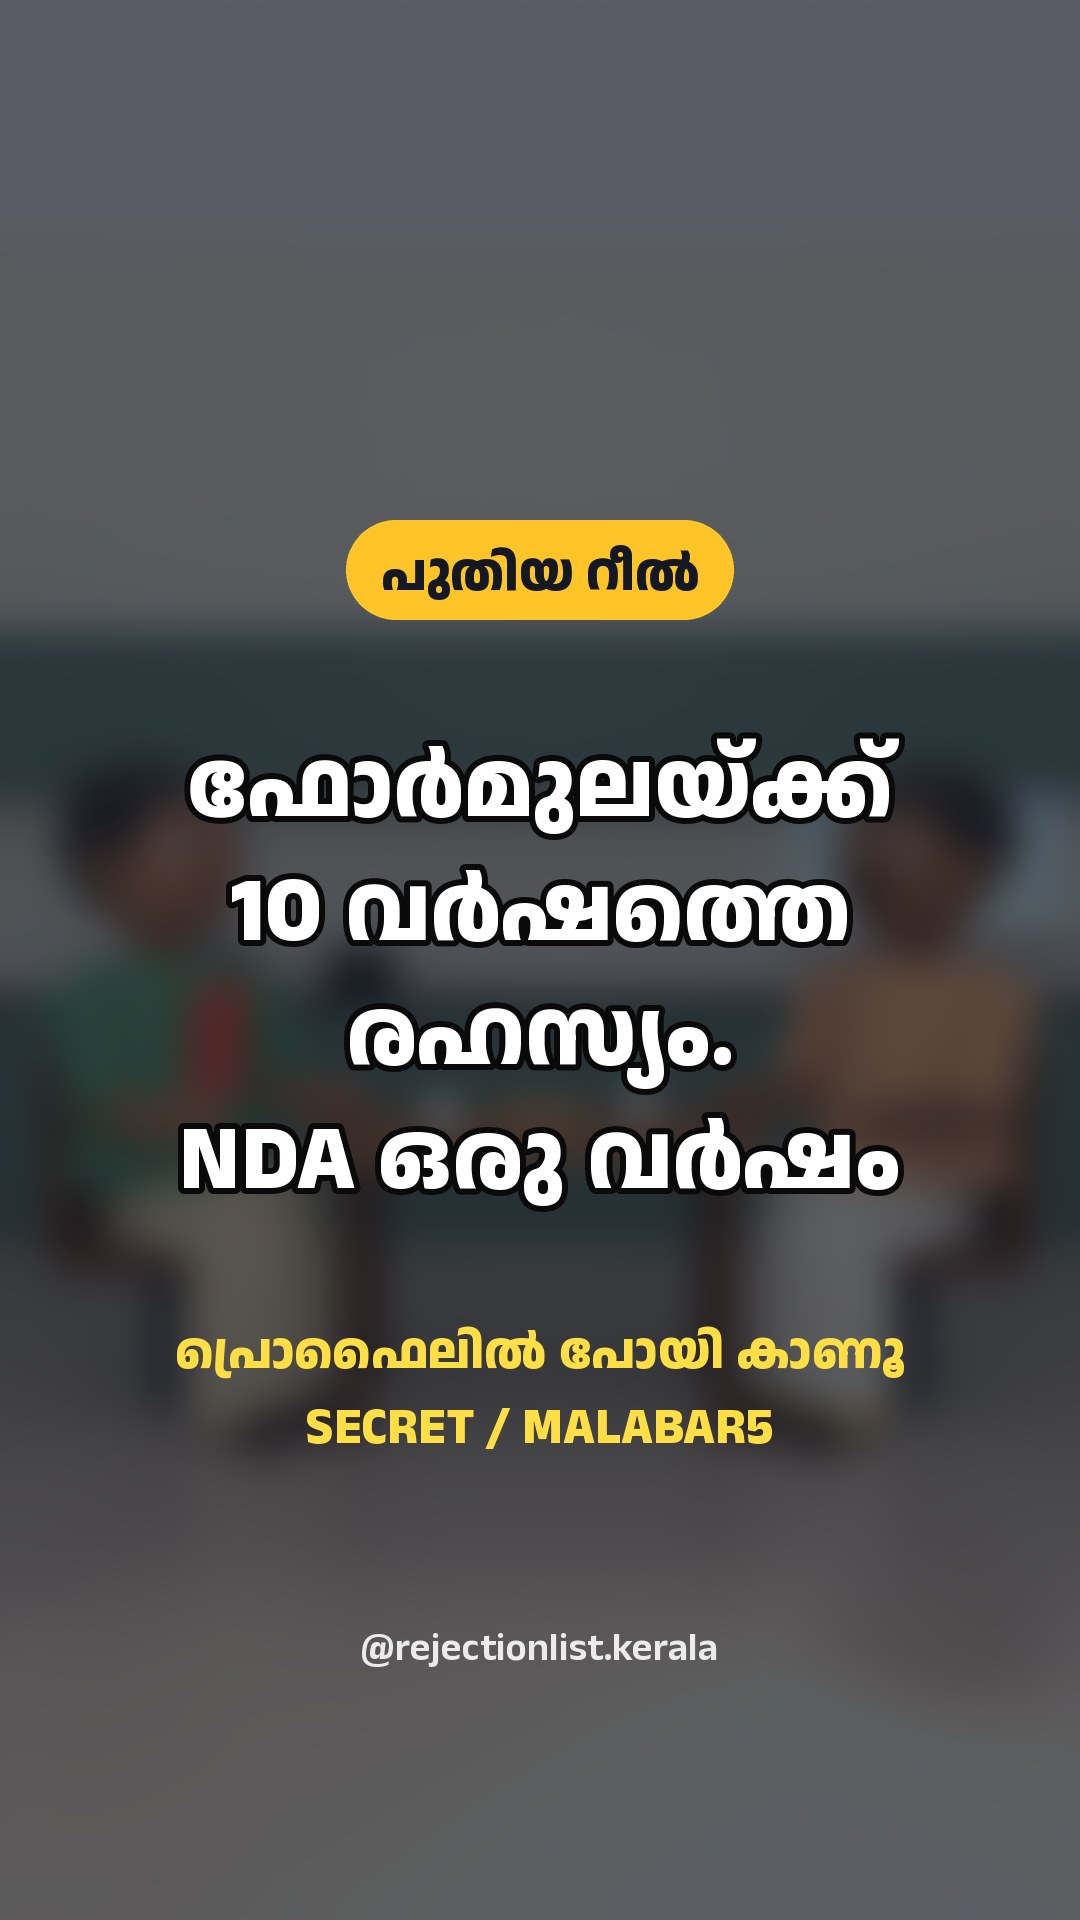 പുതിയ റീൽ
ഫോർമുലയ്ക്ക്
10 വർഷത്തെ
രഹസ്യം.
NDA ഒരു വർഷം
പ്രൊഫൈലിൽ പോയി കാണൂ
SECRET / MALABAR5
@rejectionlist.kerala